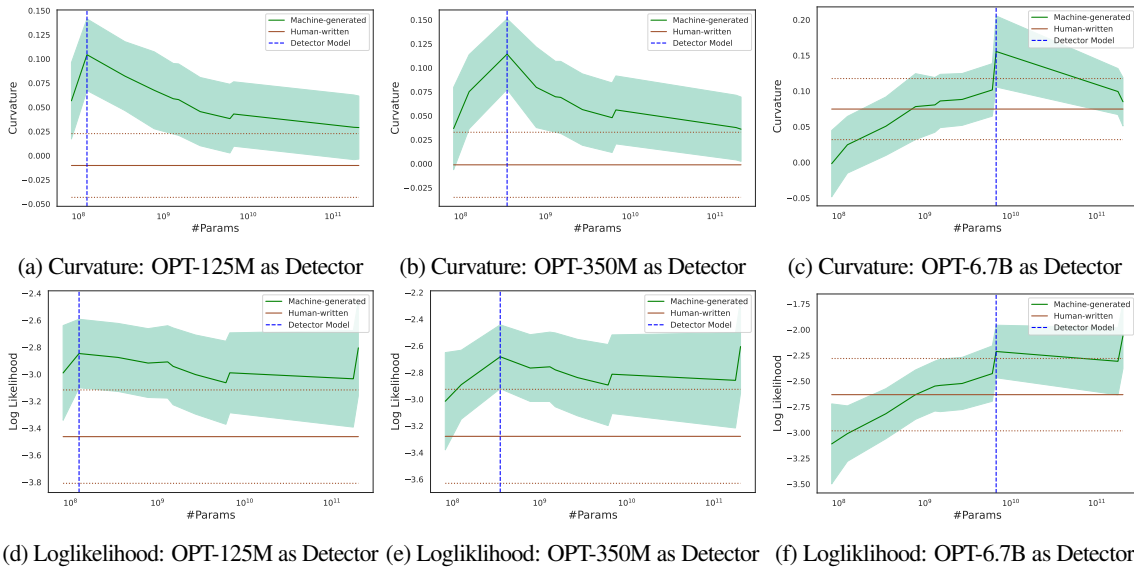 0.150
0.125
0.100
0.075
0.050
0.025
0.000
−0.025
−0.050
Curvature
Machine-generated
Human-written
Detector Model
10^8 10^9 10^10 10^11
#Params
(a) Curvature: OPT-125M as Detector
0.150
0.125
0.100
0.075
0.050
0.025
0.000
−0.025
Curvature
Machine-generated
Human-written
Detector Model
10^8 10^9 10^10 10^11
#Params
(b) Curvature: OPT-350M as Detector
0.20
0.15
0.10
0.05
0.00
−0.05
Curvature
Machine-generated
Human-written
Detector Model
10^8 10^9 10^10 10^11
#Params
(c) Curvature: OPT-6.7B as Detector
−2.4
−2.6
−2.8
−3.0
−3.2
−3.4
−3.6
−3.8
Log Likelihood
Machine-generated
Human-written
Detector Model
10^8 10^9 10^10 10^11
#Params
(d) Loglikelihood: OPT-125M as Detector
−2.2
−2.4
−2.6
−2.8
−3.0
−3.2
−3.4
−3.6
Log Likelihood
Machine-generated
Human-written
Detector Model
10^8 10^9 10^10 10^11
#Params
(e) Logliklihood: OPT-350M as Detector
−1.75
−2.00
−2.25
−2.50
−2.75
−3.00
−3.25
−3.50
Log Likelihood
Machine-generated
Human-written
Detector Model
10^8 10^9 10^10 10^11
#Params
(f) Logliklihood: OPT-6.7B as Detector